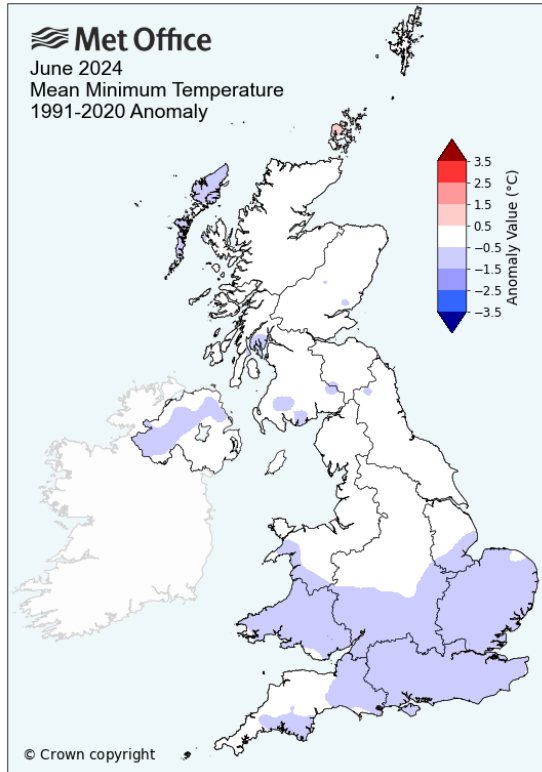 Met Office
June 2024
Mean Minimum Temperature
1991-2020 Anomaly
3.5
2.5
1.5
0.5
−0.5
−1.5
−2.5
−3.5
Anomaly Value (°C)
© Crown copyright